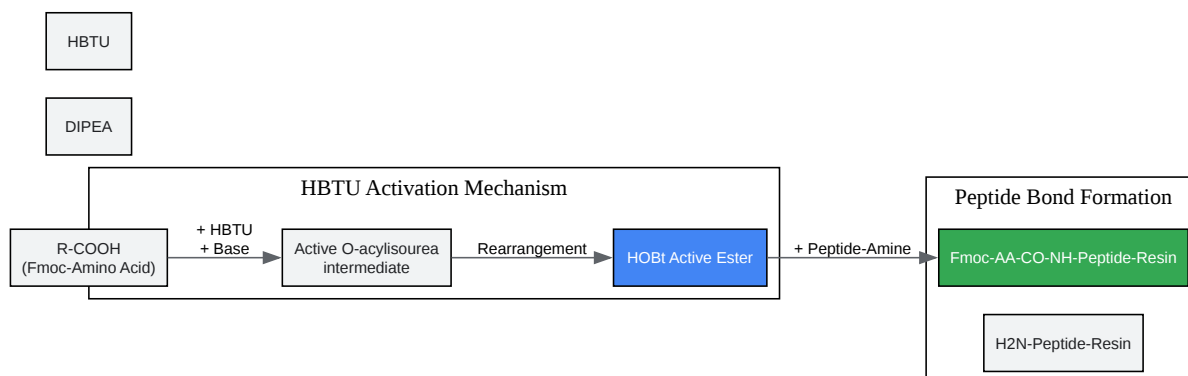 HBTU
DIPEA
HBTU Activation Mechanism
Peptide Bond Formation
R-COOH
(Fmoc-Amino Acid)
+ HBTU
+ Base
Active O-acylisourea
intermediate
Rearrangement
HOBt Active Ester
+ Peptide-Amine
Fmoc-AA-CO-NH-Peptide-Resin
H2N-Peptide-Resin